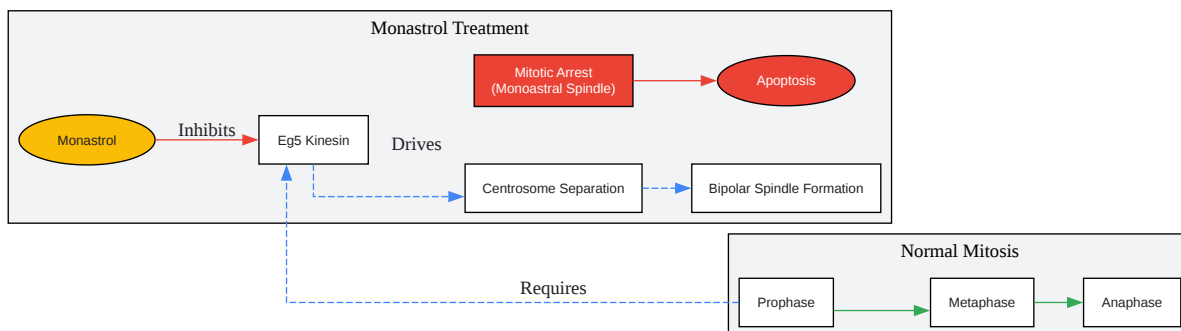 Monastrol Treatment
Mitotic Arrest
(Monoastral Spindle)
Apoptosis
Monastrol
Inhibits
Eg5 Kinesin
Drives
Centrosome Separation
Bipolar Spindle Formation
Normal Mitosis
Requires
Prophase
Metaphase
Anaphase